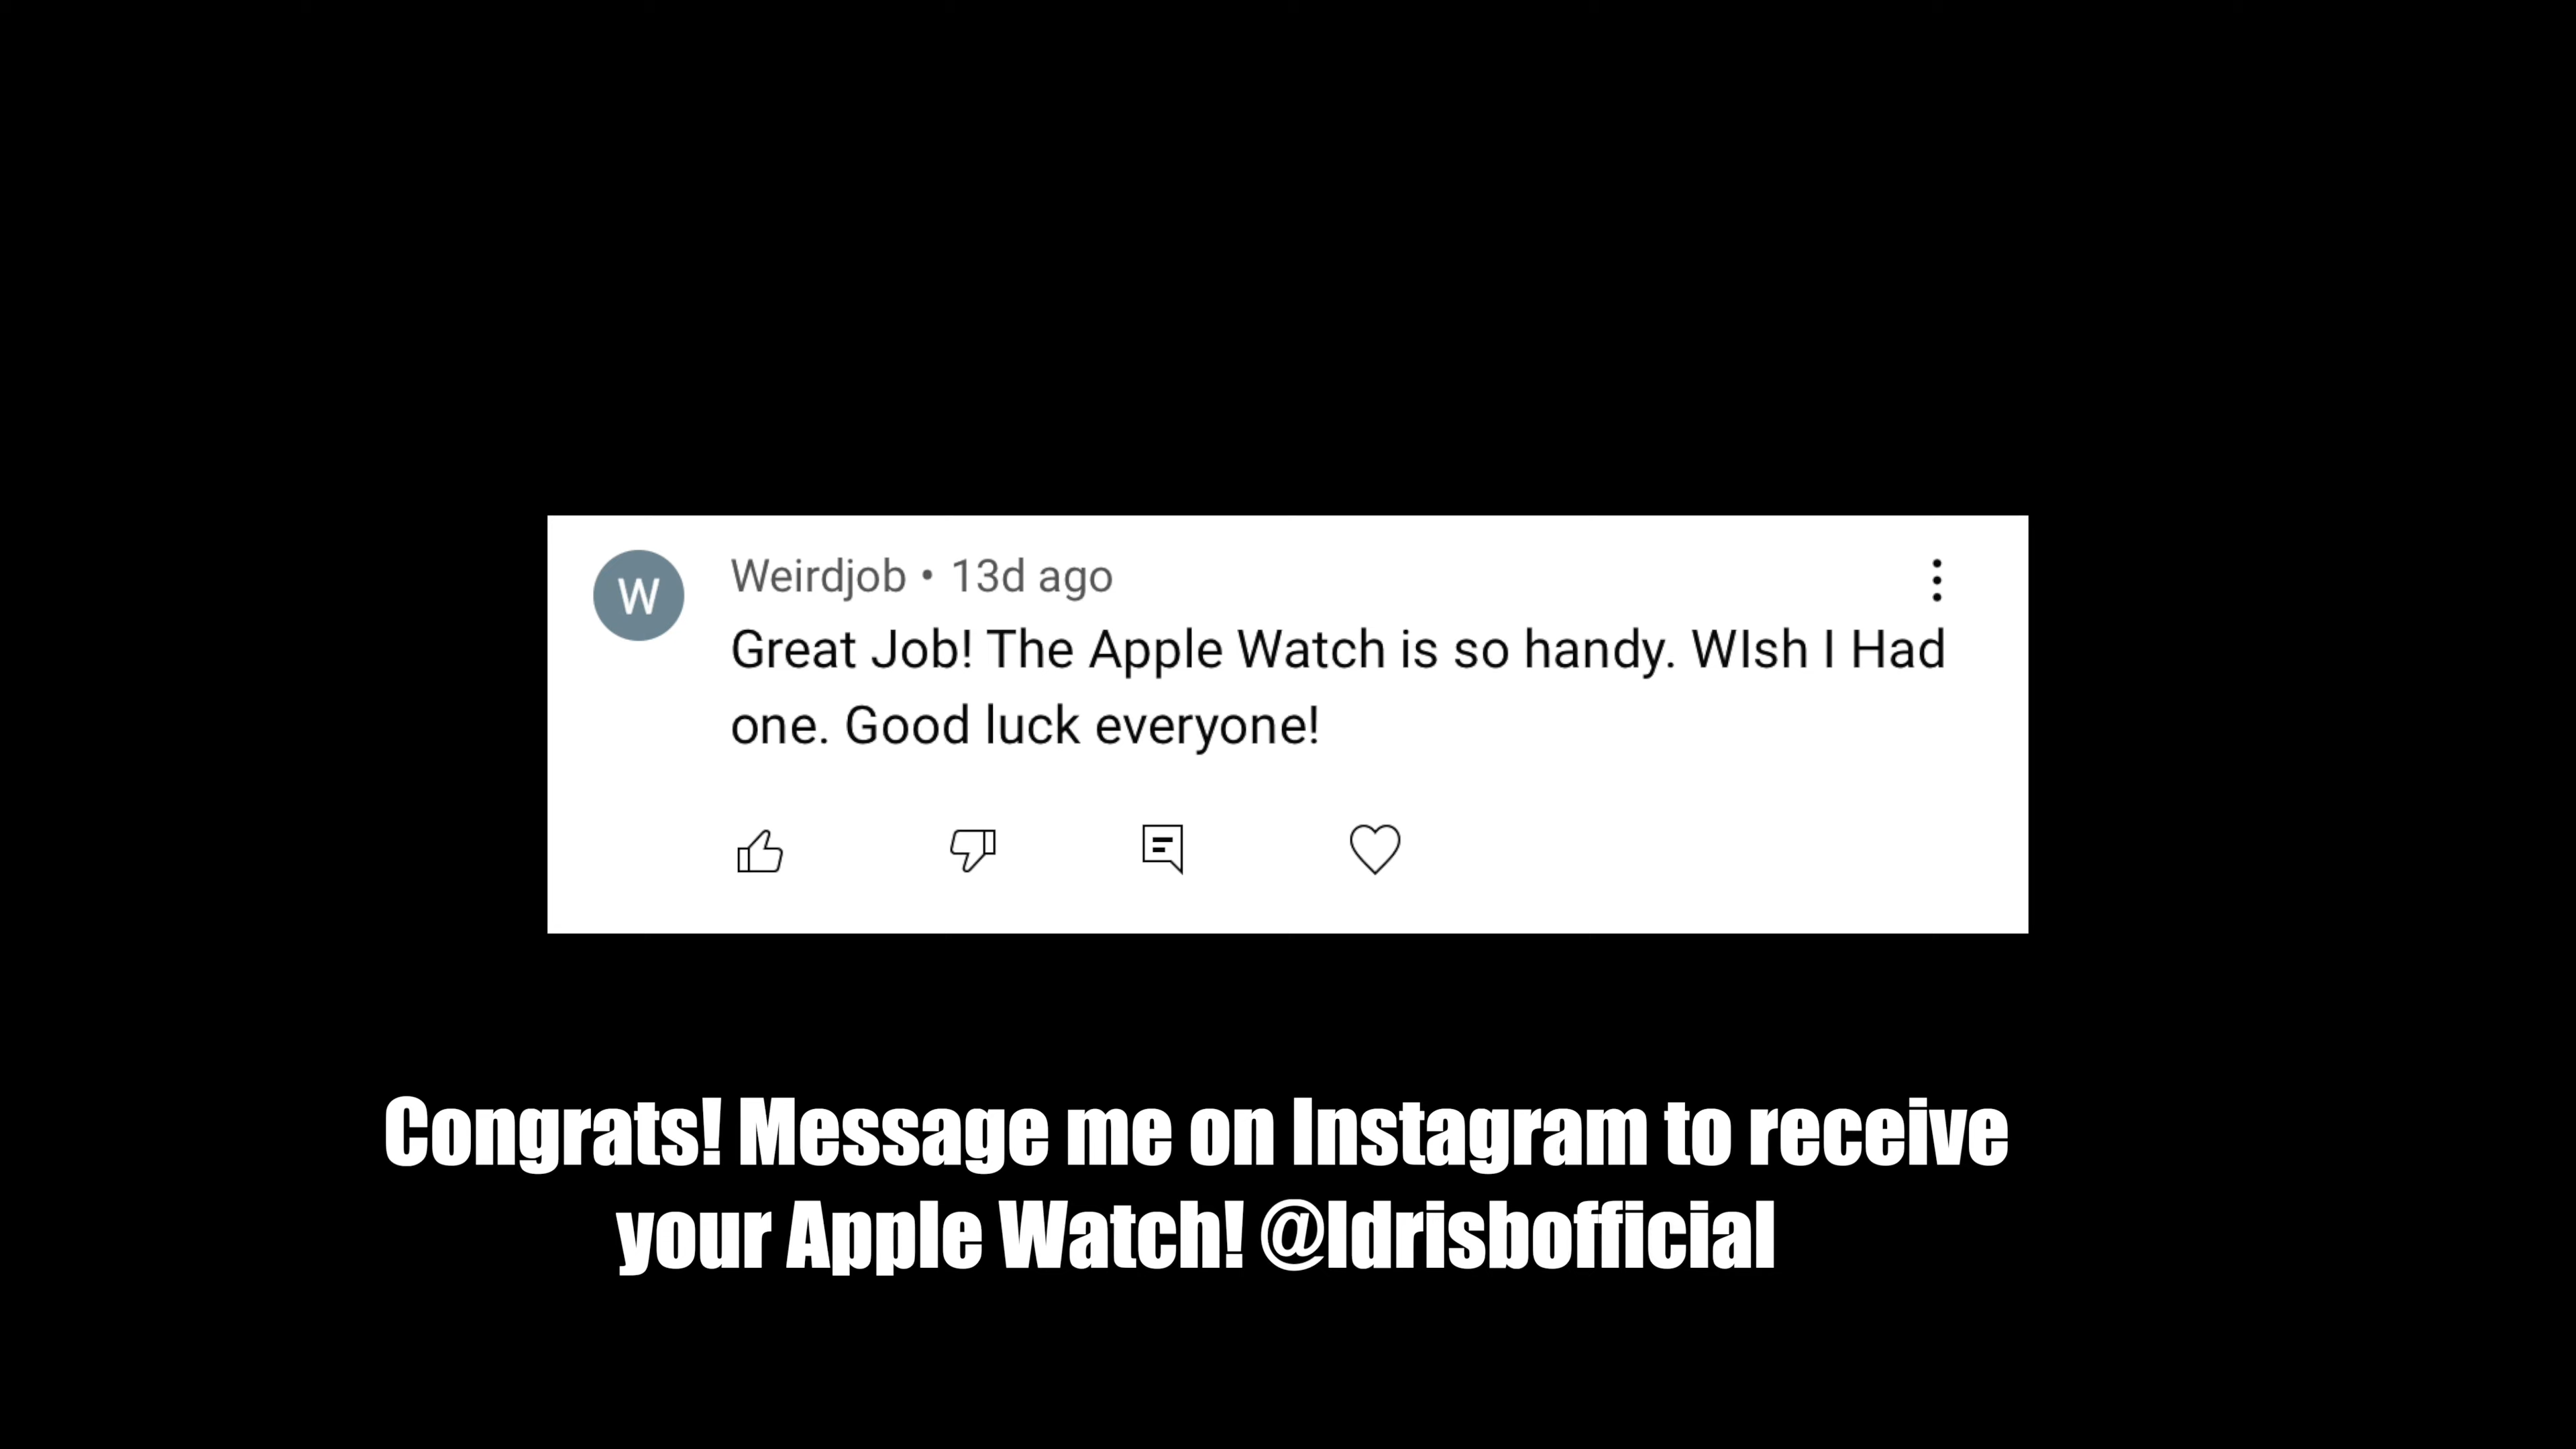 W
Weirdjob • 13d ago
Great Job! The Apple Watch is so handy. WIsh I Had
one. Good luck everyone!
Congrats! Message me on Instagram to receive
your Apple Watch! @Idrisbofficial